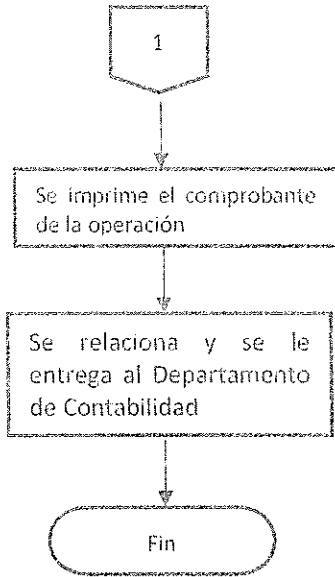 1
Se imprime el comprobante
de la operación
Se relaciona y se le
entrega al Departamento
de Contabilidad
Fin